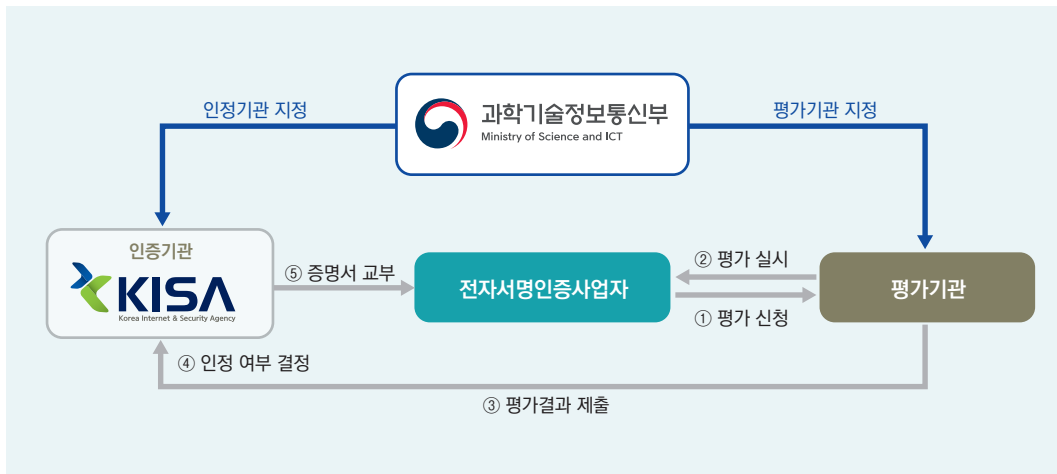 과학기술정보통신부
Ministry of Science and ICT
인정기관 지정
평가기관 지정
인증기관
KISA
Korea Internet & Security Agency
⑤ 증명서 교부
전자서명인증사업자
② 평가 실시
① 평가 신청
평가기관
④ 인정 여부 결정
③ 평가결과 제출